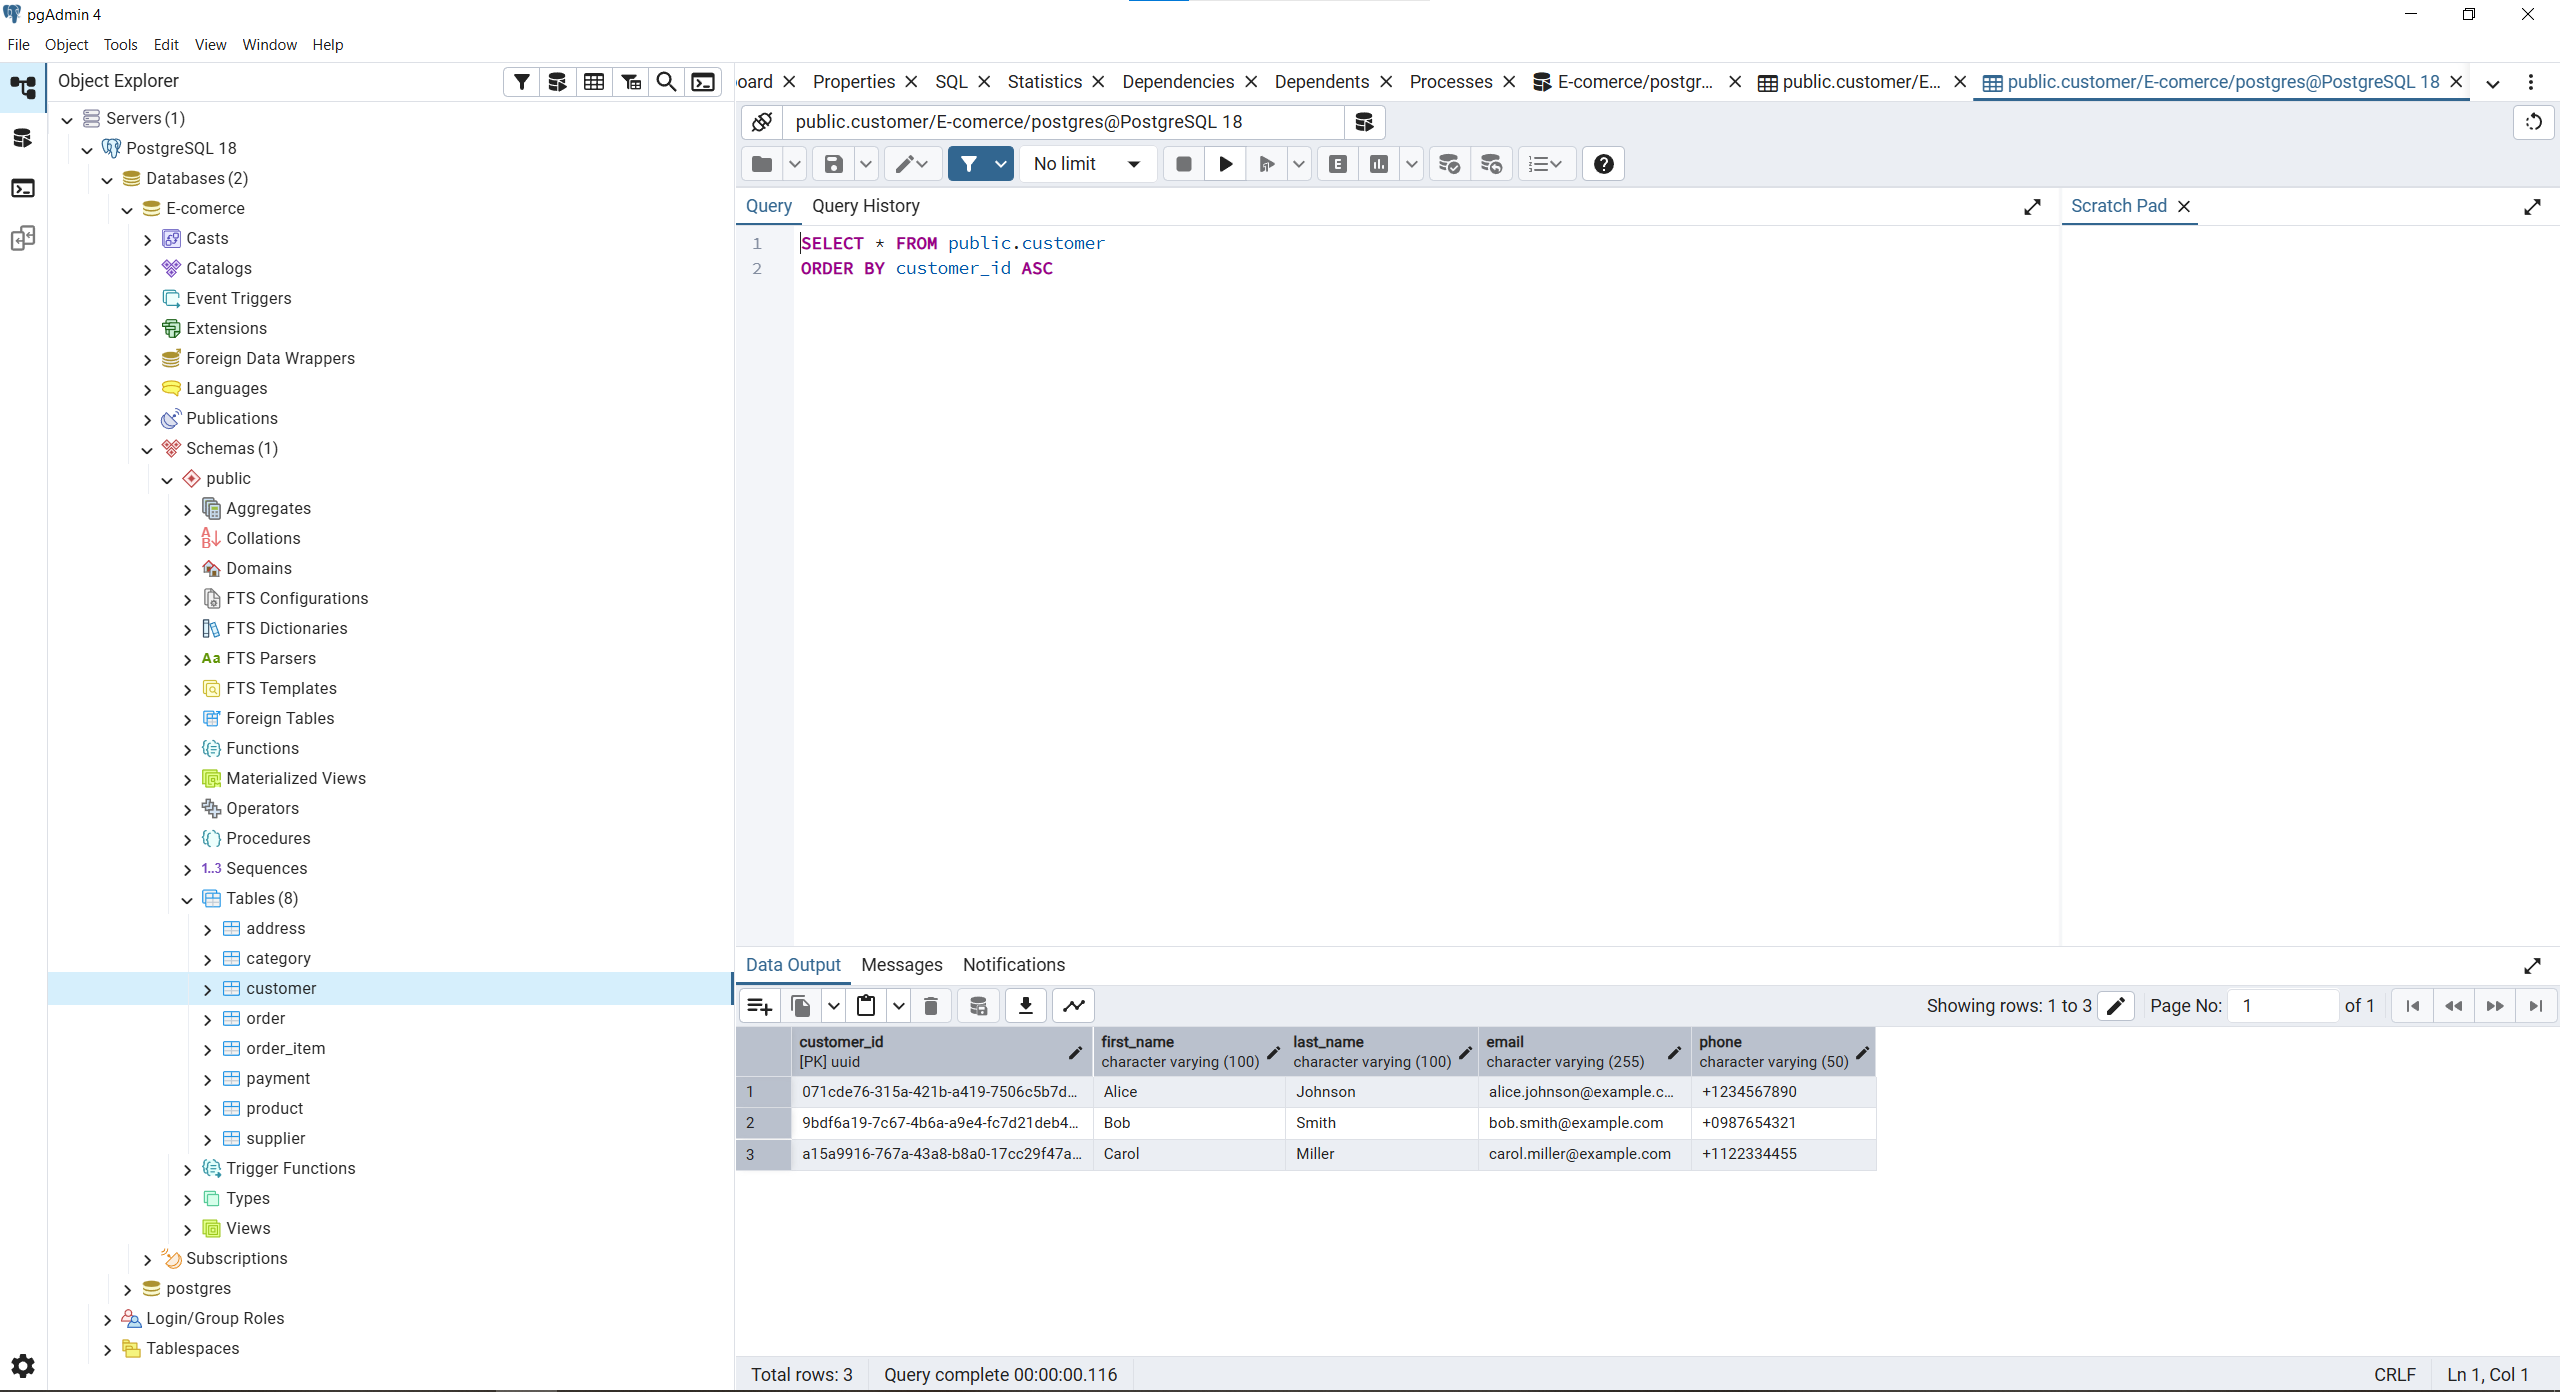 pgAdmin 4
File Object Tools Edit View Window Help
Object Explorer
Servers (1)
PostgreSQL 18
Databases (2)
E-comerce
Casts
Catalogs
Event Triggers
Extensions
Foreign Data Wrappers
Languages
Publications
Schemas (1)
public
Aggregates
Collations
Domains
FTS Configurations
FTS Dictionaries
Aa FTS Parsers
FTS Templates
Foreign Tables
Functions
Materialized Views
Operators
Procedures
1..3 Sequences
Tables (8)
address
category
customer
order
order_item
payment
product
supplier
Trigger Functions
Types
Views
Subscriptions
postgres
Login/Group Roles
Tablespaces
oard Properties SQL Statistics Dependencies Dependents Processes E-comerce/postgr... public.customer/E... public.customer/E-comerce/postgres@PostgreSQL 18
public.customer/E-comerce/postgres@PostgreSQL 18
No limit E
Query Query History
1 SELECT * FROM public.customer
2 ORDER BY customer_id ASC
Scratch Pad
Data Output Messages Notifications
Showing rows: 1 to 3 Page No: 1 of 1
customer_id first_name last_name email phone
[PK] uuid character varying (100) character varying (100) character varying (255) character varying (50)
1 071cde76-315a-421b-a419-7506c5b7d... Alice Johnson alice.johnson@example.c... +1234567890
2 9bdf6a19-7c67-4b6a-a9e4-fc7d21deb4... Bob Smith bob.smith@example.com +0987654321
3 a15a9916-767a-43a8-b8a0-17cc29f47a... Carol Miller carol.miller@example.com +1122334455
Total rows: 3 Query complete 00:00:00.116 CRLF Ln 1, Col 1